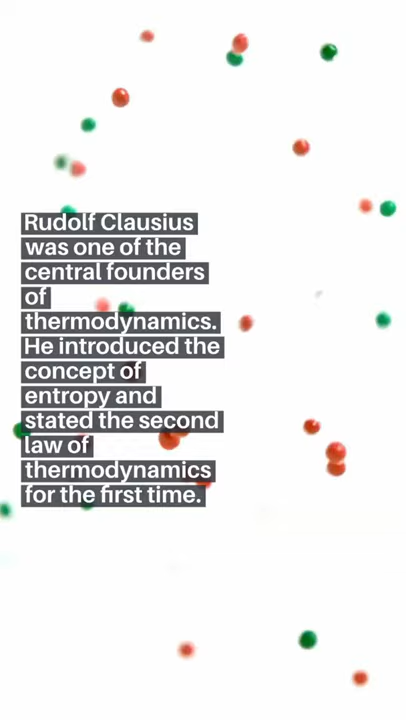 Rudolf Clausius
was one of the
central founders
of
thermodynamics.
He introduced the
concept of
entropy and
stated the second
law of
thermodynamics
for the first time.